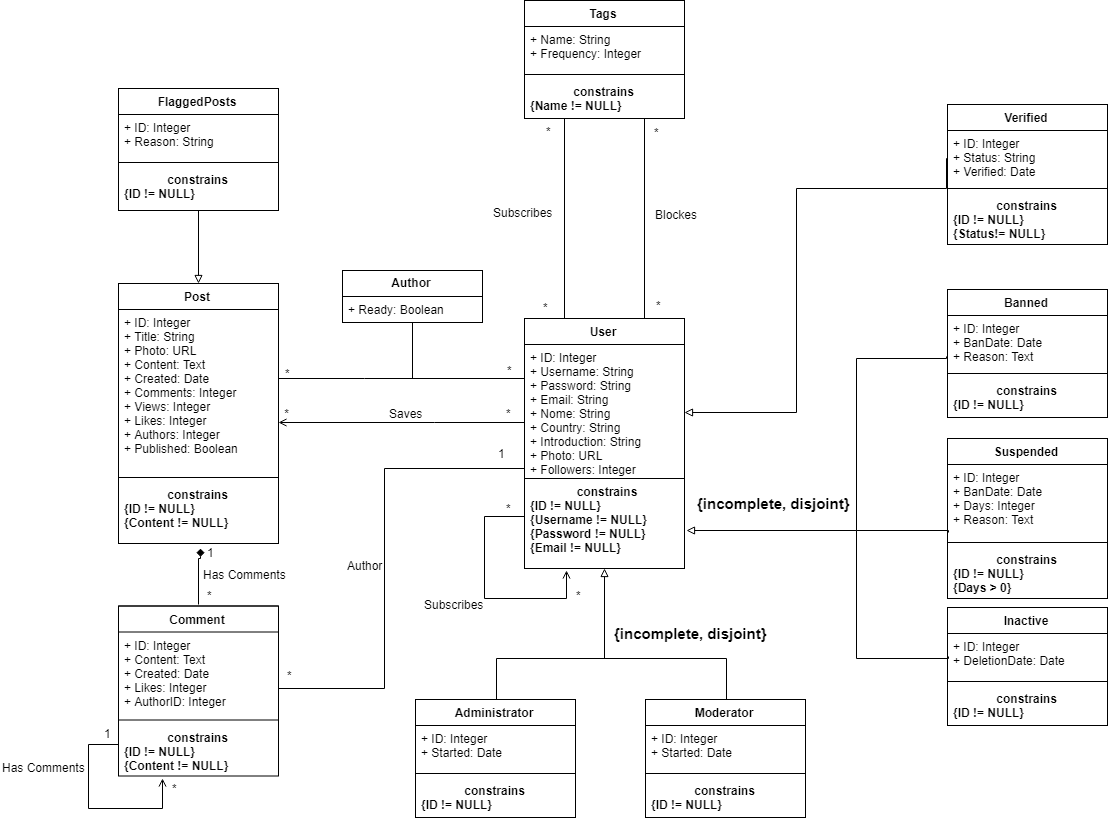 Tags
+ Name: String
+ Frequency: Integer
constrains
{Name != NULL}
*
*
Subscribes
Blockes
*
*
FlaggedPosts
+ ID: Integer
+ Reason: String
constrains
{ID != NULL}
Post
+ ID: Integer
+ Title: String
+ Photo: URL
+ Content: Text
+ Created: Date
+ Comments: Integer
+ Views: Integer
+ Likes: Integer
+ Authors: Integer
+ Published: Boolean
constrains
{ID != NULL}
{Content != NULL}
Author
+ Ready: Boolean
*
*
*
Saves
*
User
+ ID: Integer
+ Username: String
+ Password: String
+ Email: String
+ Nome: String
+ Country: String
+ Introduction: String
+ Photo: URL
+ Followers: Integer
constrains
{ID != NULL}
{Username != NULL}
{Password != NULL}
{Email != NULL}
1
Author
*
*
Subscribes
*
1
Has Comments
*
Comment
+ ID: Integer
+ Content: Text
+ Created: Date
+ Likes: Integer
+ AuthorID: Integer
constrains
{ID != NULL}
{Content != NULL}
1
Has Comments
*
{incomplete, disjoint}
Administrator
+ ID: Integer
+ Started: Date
constrains
{ID != NULL}
Moderator
+ ID: Integer
+ Started: Date
constrains
{ID != NULL}
Verified
+ ID: Integer
+ Status: String
+ Verified: Date
constrains
{ID != NULL}
{Status!= NULL}
{incomplete, disjoint}
Banned
+ ID: Integer
+ BanDate: Date
+ Reason: Text
constrains
{ID != NULL}
Suspended
+ ID: Integer
+ BanDate: Date
+ Days: Integer
+ Reason: Text
constrains
{ID != NULL}
{Days > 0}
Inactive
+ ID: Integer
+ DeletionDate: Date
constrains
{ID != NULL}